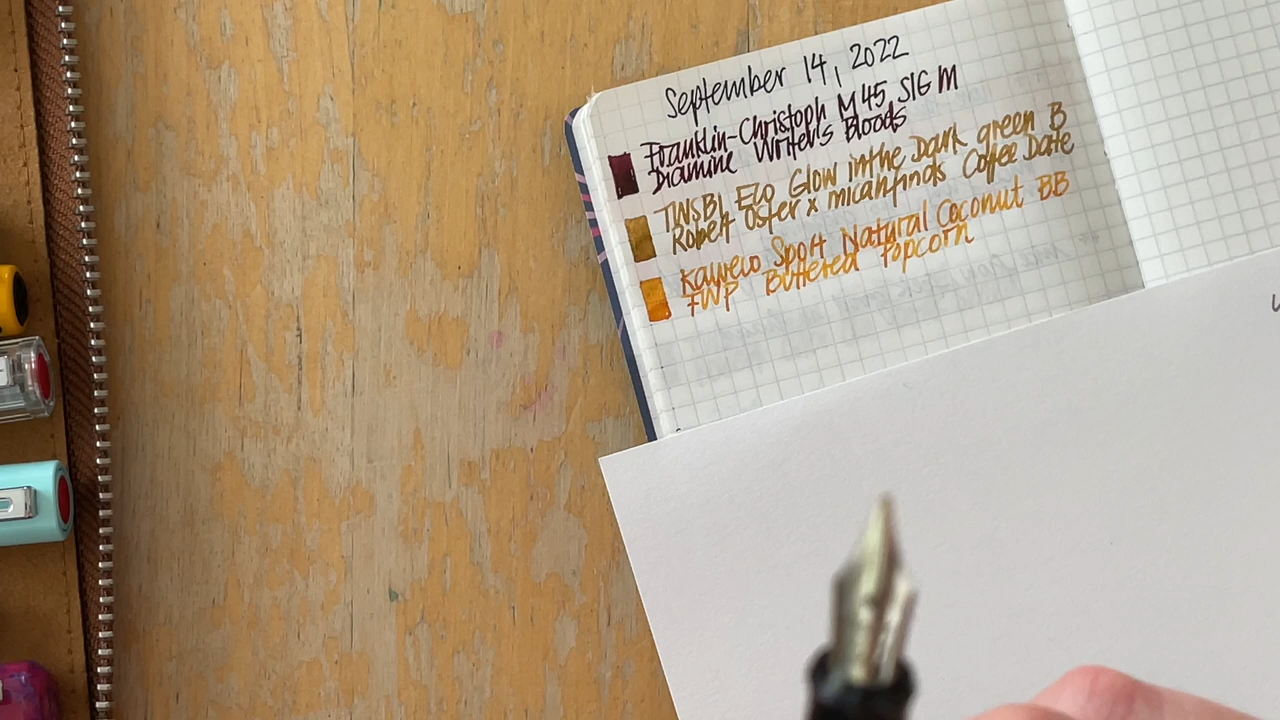 September 14, 2022
Franklin-Christoph M45 SIG M
Diamine Writer's Bloods
TWSBI Eco Glow in the Dark green B
Robert Oster x micahfinds Coffee Date
Kaweco Sport Natural Coconut BB
FWP Buttered Popcorn